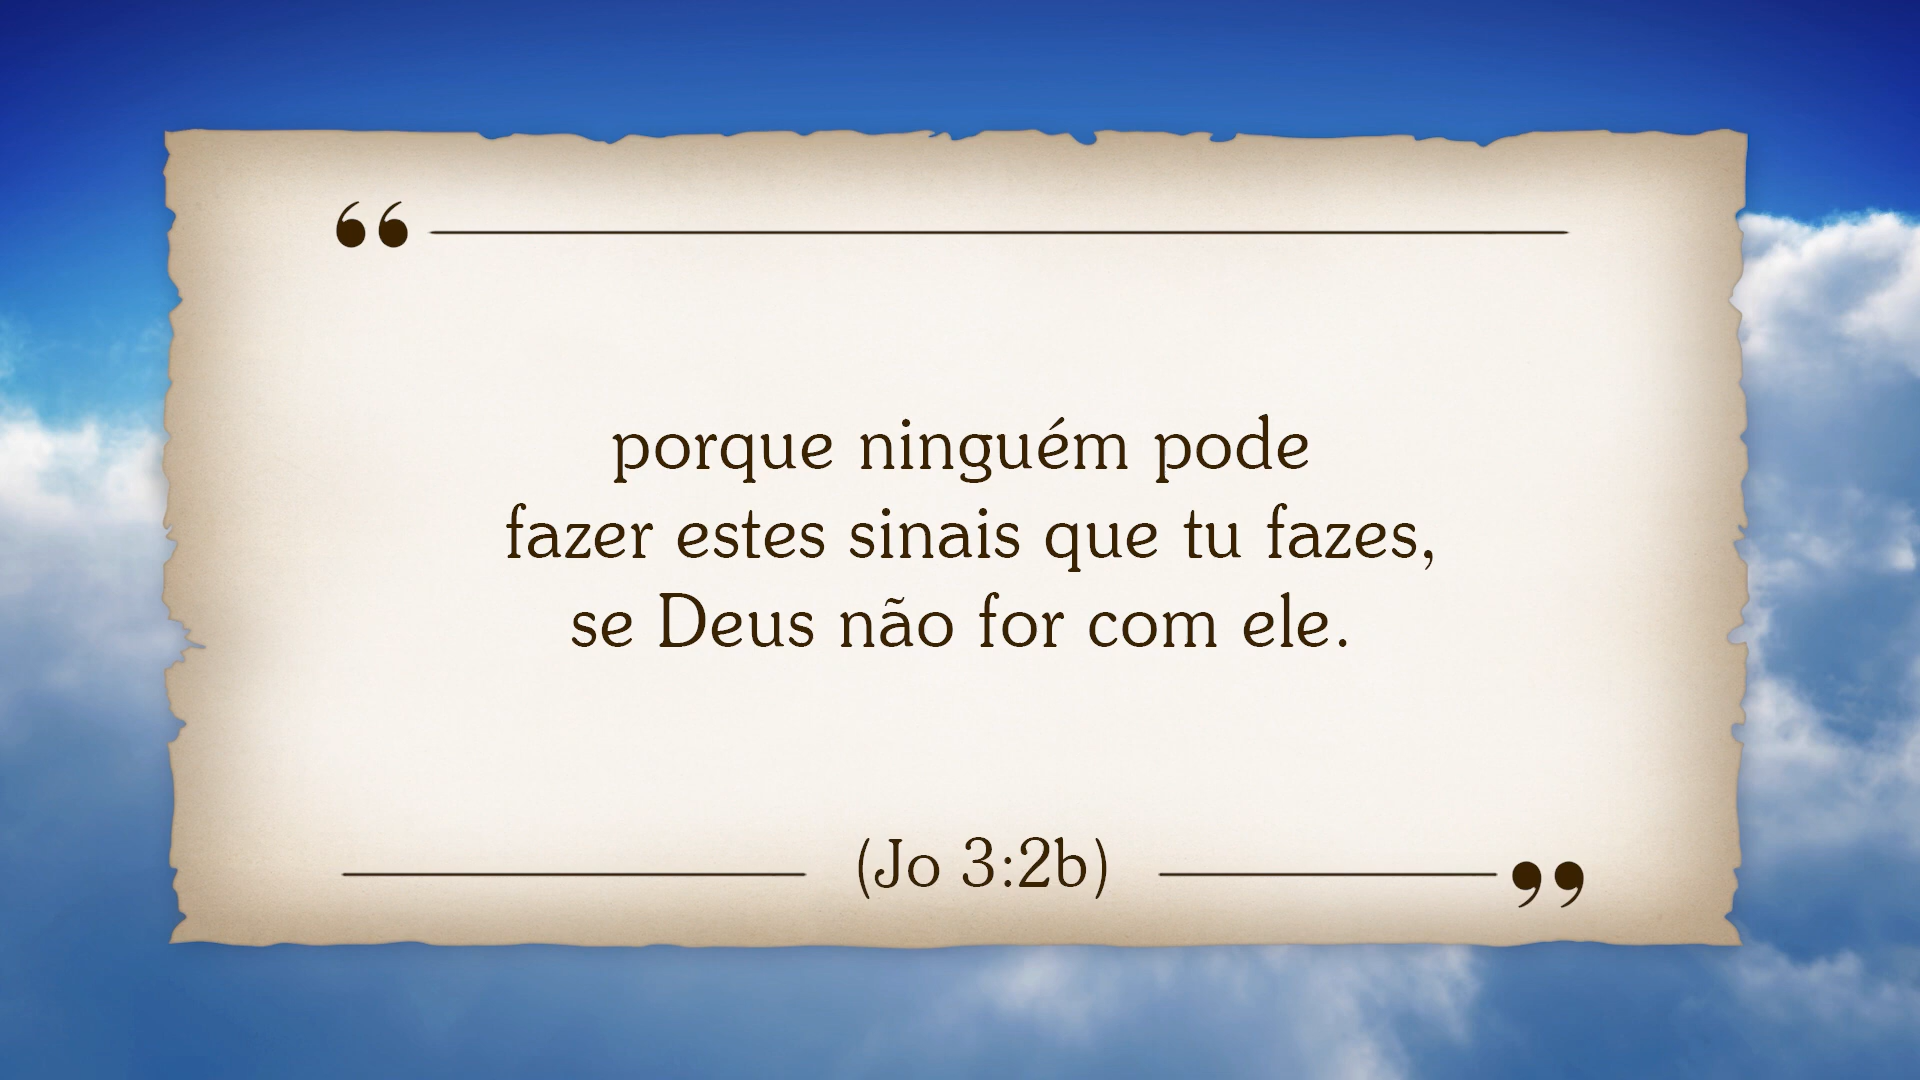 “
porque ninguém pode
fazer estes sinais que tu fazes,
se Deus não for com ele.
(Jo 3:2b)
”